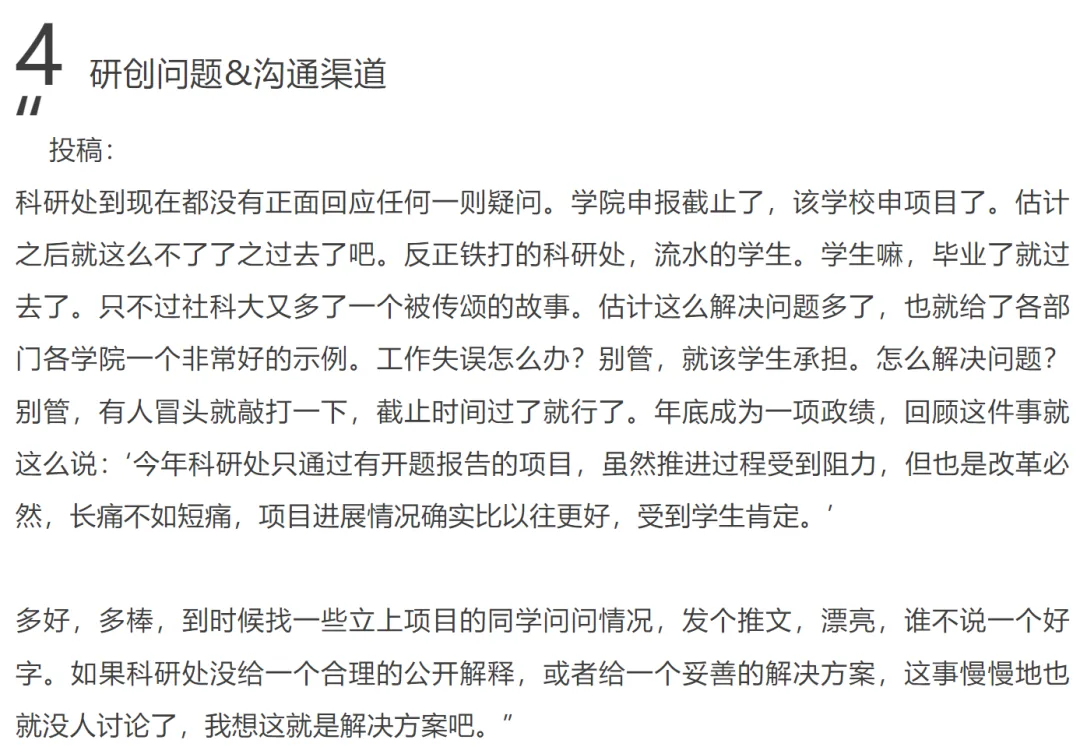 4 研创问题&沟通渠道
“
投稿：
科研处到现在都没有正面回应任何一则疑问。学院申报截止了，该学校申项目了。估计
之后就这么不了了之过去了吧。反正铁打的科研处，流水的学生。学生嘛，毕业了就过
去了。只不过社科大又多了一个被传颂的故事。估计这么解决问题多了，也就给了各部
门各学院一个非常好的示例。工作失误怎么办？别管，就该学生承担。怎么解决问题？
别管，有人冒头就敲打一下，截止时间过了就行了。年底成为一项政绩，回顾这件事就
这么说：‘今年科研处只通过有开题报告的项目，虽然推进过程受到阻力，但也是改革必
然，长痛不如短痛，项目进展情况确实比以往更好，受到学生肯定。’
多好，多棒，到时候找一些立上项目的同学问问情况，发个推文，漂亮，谁不说一个好
字。如果科研处没给一个合理的公开解释，或者给一个妥善的解决方案，这事慢慢地也
就没人讨论了，我想这就是解决方案吧。”